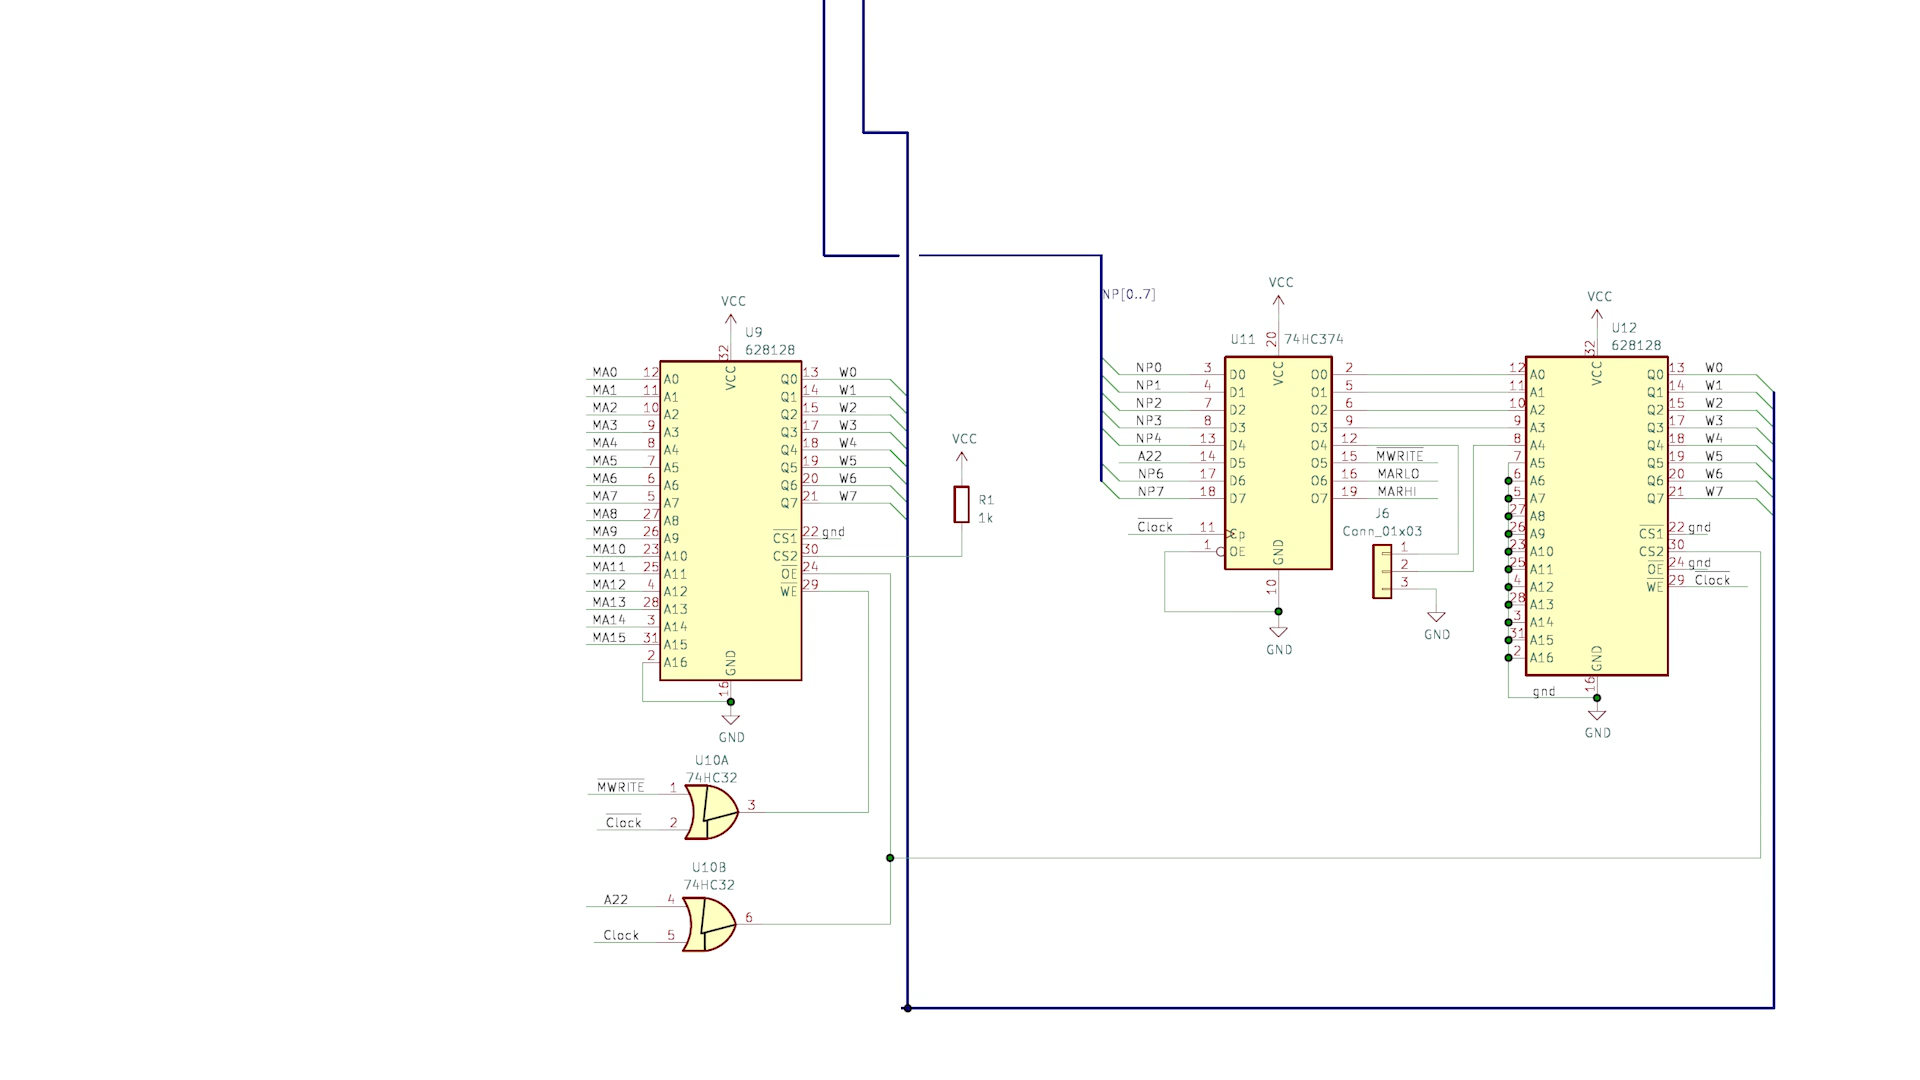 NP[0..7]
VCC
U9
628128
32
VCC
MA0 12 A0 Q0 13 W0
MA1 11 A1 Q1 14 W1
MA2 10 A2 Q2 15 W2
MA3 9 A3 Q3 17 W3
MA4 8 A4 Q4 18 W4
MA5 7 A5 Q5 19 W5
MA6 6 A6 Q6 20 W6
MA7 5 A7 Q7 21 W7
MA8 27 A8
MA9 26 A9 CS1 22 gnd
MA10 23 A10 CS2 30
MA11 25 A11 OE 24
MA12 4 A12 WE 29
MA13 28 A13
MA14 3 A14
MA15 31 A15
2 A16
GND
16
GND
VCC
R1
1k
U10A
74HC32
MWRITE 1
3
Clock 2
U10B
74HC32
A22 4
6
Clock 5
VCC
U11 20 74HC374
VCC
NP0 3 D0 O0 2
NP1 4 D1 O1 5
NP2 7 D2 O2 6
NP3 8 D3 O3 9
NP4 13 D4 O4 12
A22 14 D5 O5 15 MWRITE
NP6 17 D6 O6 16 MARLO
NP7 18 D7 O7 19 MARHI
Clock 11 Cp
1 OE
GND
10
GND
J6
Conn_01x03
1
2
3
GND
VCC
U12
628128
32
VCC
12 A0 Q0 13 W0
11 A1 Q1 14 W1
10 A2 Q2 15 W2
9 A3 Q3 17 W3
8 A4 Q4 18 W4
7 A5 Q5 19 W5
6 A6 Q6 20 W6
5 A7 Q7 21 W7
27 A8
26 A9 CS1 22 gnd
23 A10 CS2 30
25 A11 OE 24 gnd
4 A12 WE 29 Clock
28 A13
3 A14
31 A15
2 A16
GND
gnd 16
GND